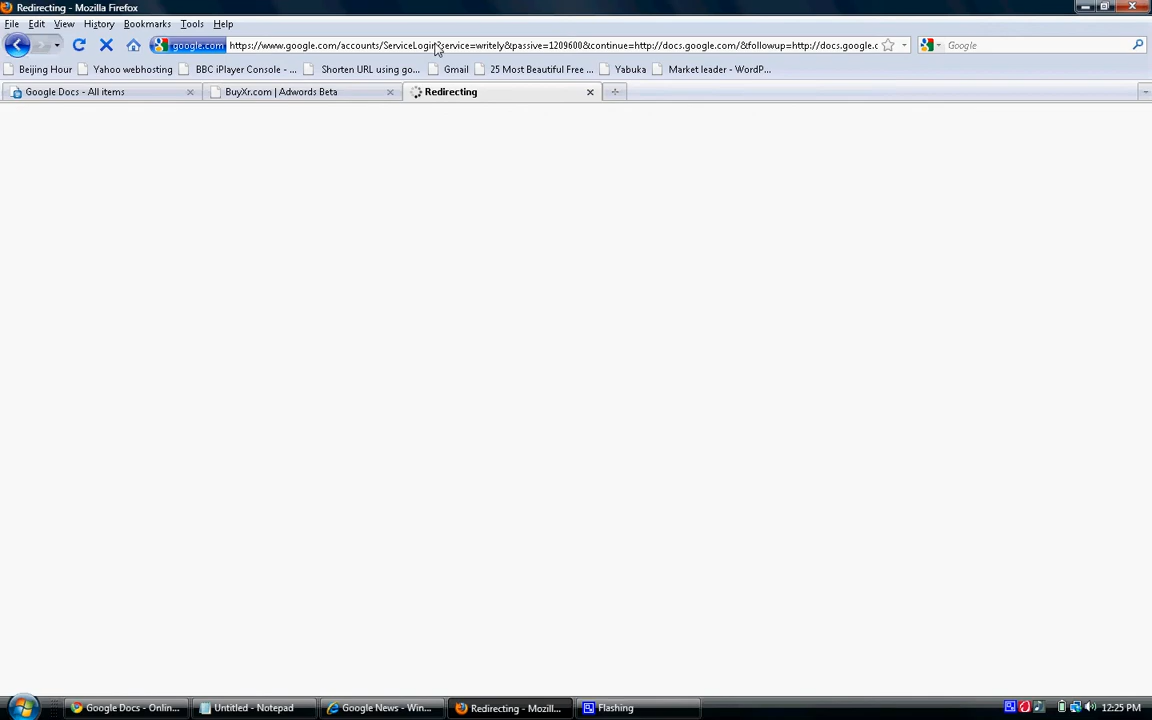 Redirecting - Mozilla Firefox
File Edit View History Bookmarks Tools Help
google.com https://www.google.com/accounts/ServiceLogin?service=writely&passive=1209600&continue=http://docs.google.com/&followup=http://docs.google.c Google
Beijing Hour Yahoo webhosting BBC iPlayer Console - ... Shorten URL using go... Gmail 25 Most Beautiful Free ... Yabuka Market leader - WordP...
Google Docs - All items BuyXr.com | Adwords Beta Redirecting
Google Docs - Onlin... Untitled - Notepad Google News - Win... Redirecting - Mozill... Flashing 12:25 PM